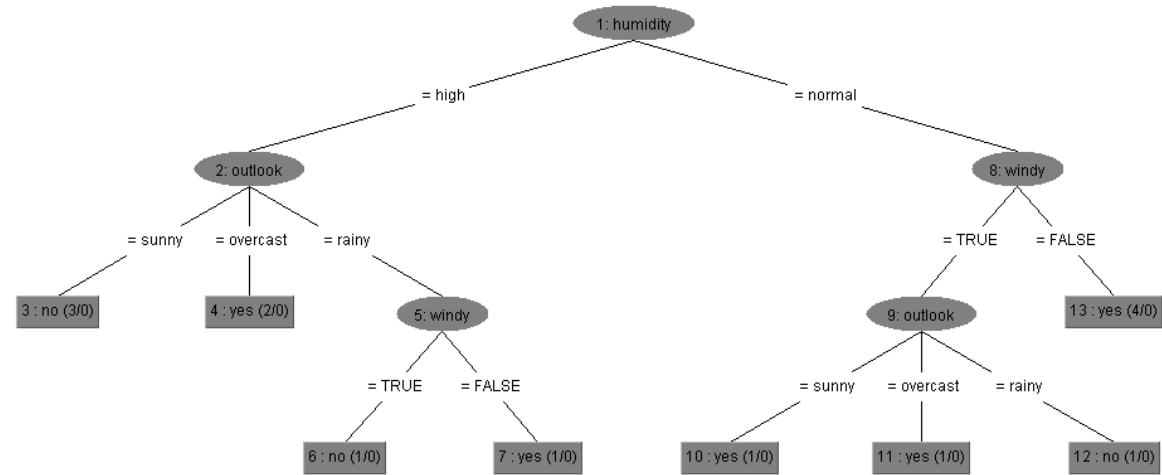 1: humidity
= high
= normal
2: outlook
8: windy
= sunny
= overcast
= rainy
= TRUE
= FALSE
3 : no (3/0)
4 : yes (2/0)
5: windy
9: outlook
13 : yes (4/0)
= TRUE
= FALSE
= sunny
= overcast
= rainy
6 : no (1/0)
7 : yes (1/0)
10 : yes (1/0)
11 : yes (1/0)
12 : no (1/0)